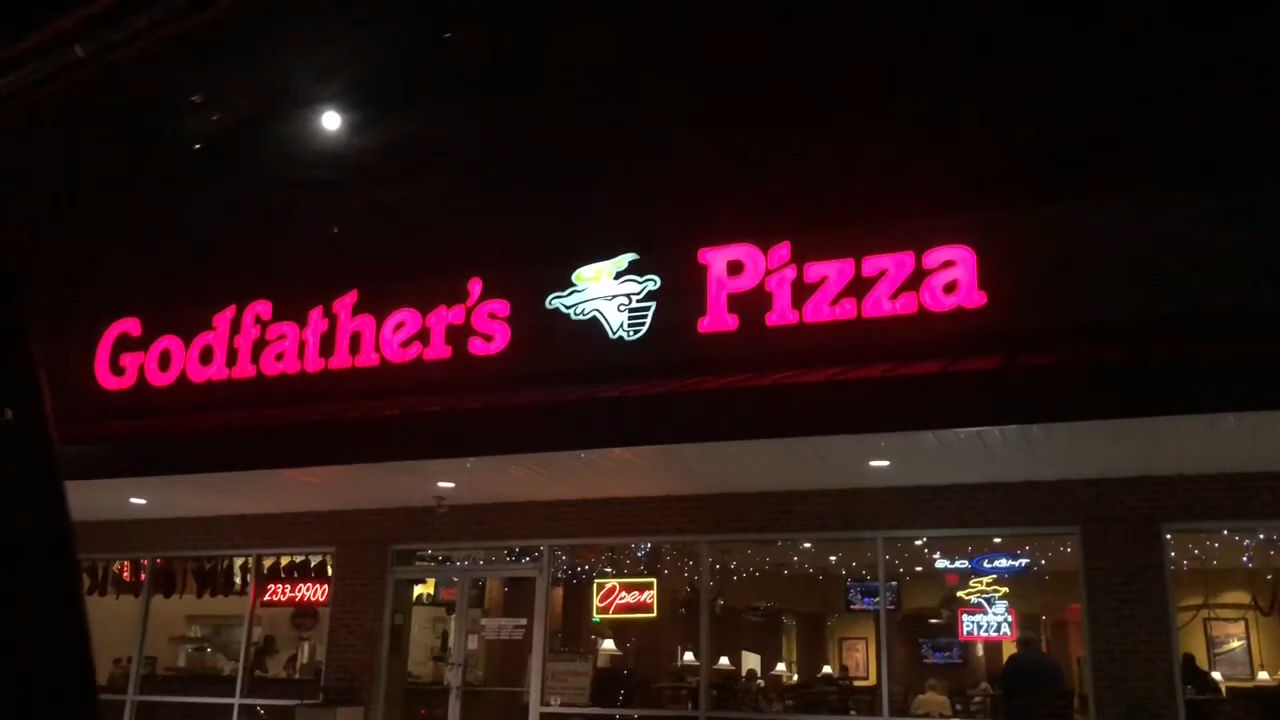 Godfather's Pizza
233-9900
Open
BUD LIGHT
Godfather's
PIZZA